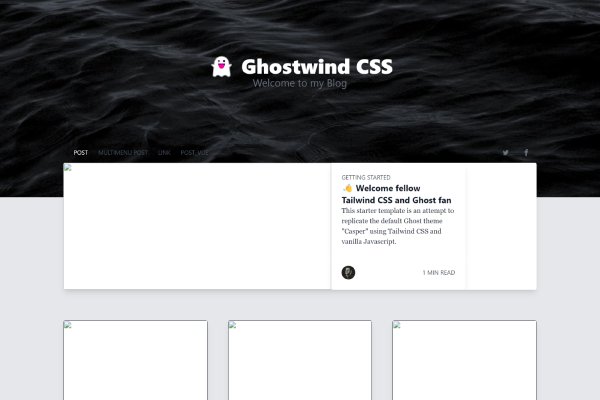 👻 Ghostwind CSS
Welcome to my Blog
POST MULTIMENU POST LINK POST_VUE
GETTING STARTED
👋 Welcome fellow
Tailwind CSS and Ghost fan
This starter template is an attempt to
replicate the default Ghost theme
"Casper" using Tailwind CSS and
vanilla Javascript.
1 MIN READ